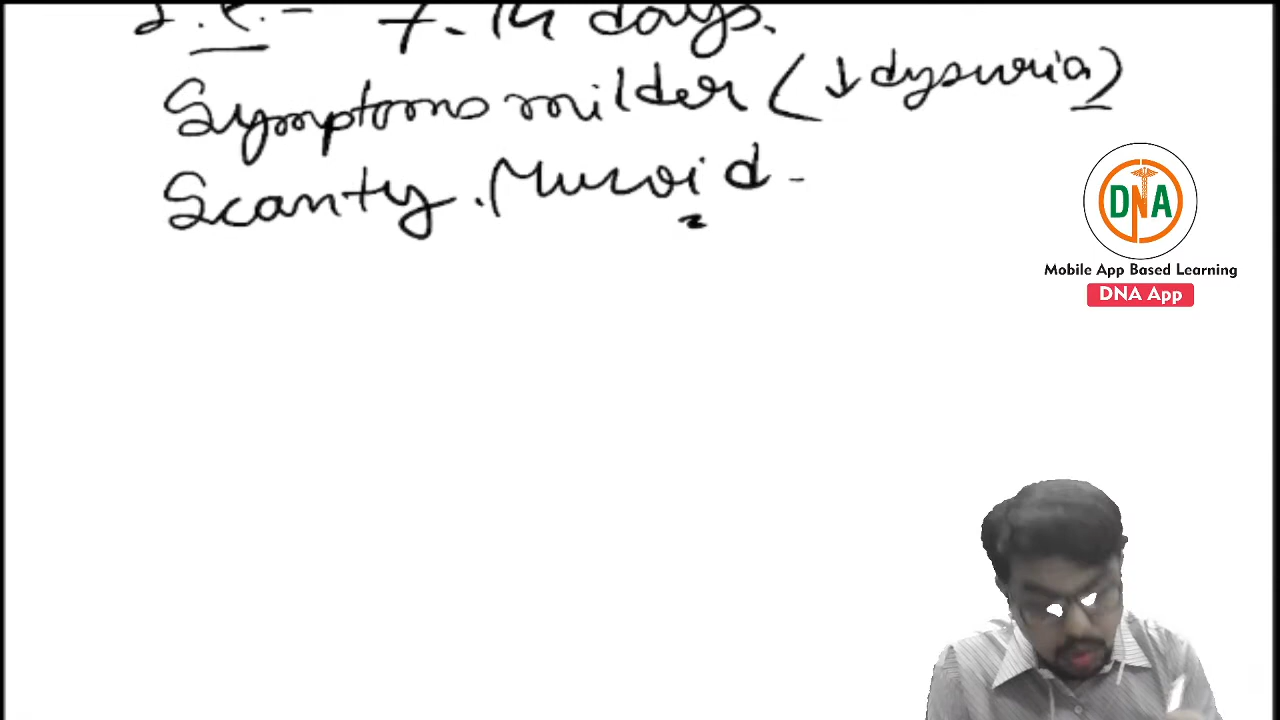 I.P.- 7-14 days.
Symptoms milder (↓ dysuria)
Scanty. Mucoid -
DNA
Mobile App Based Learning
DNA App